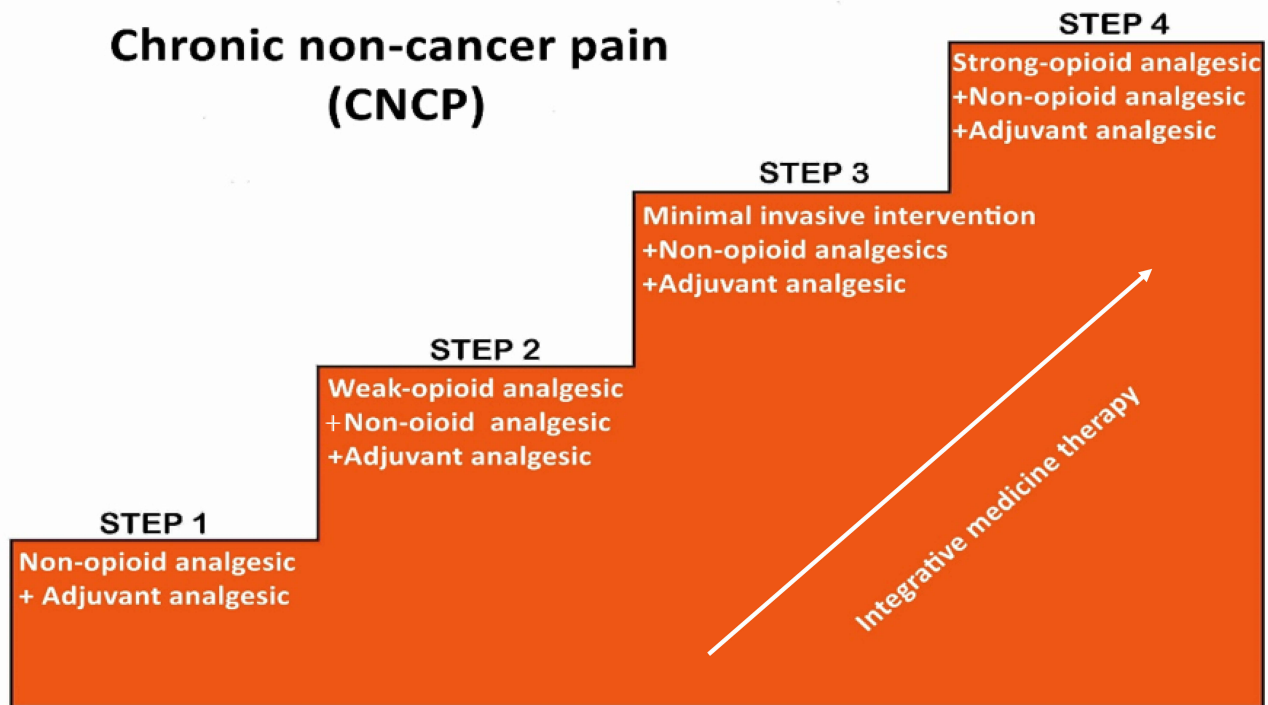 Chronic non-cancer pain
(CNCP)
STEP 1
Non-opioid analgesic
+ Adjuvant analgesic
STEP 2
Weak-opioid analgesic
+Non-oioid analgesic
+Adjuvant analgesic
STEP 3
Minimal invasive intervention
+Non-opioid analgesics
+Adjuvant analgesic
STEP 4
Strong-opioid analgesic
+Non-opioid analgesic
+Adjuvant analgesic
Integrative medicine therapy